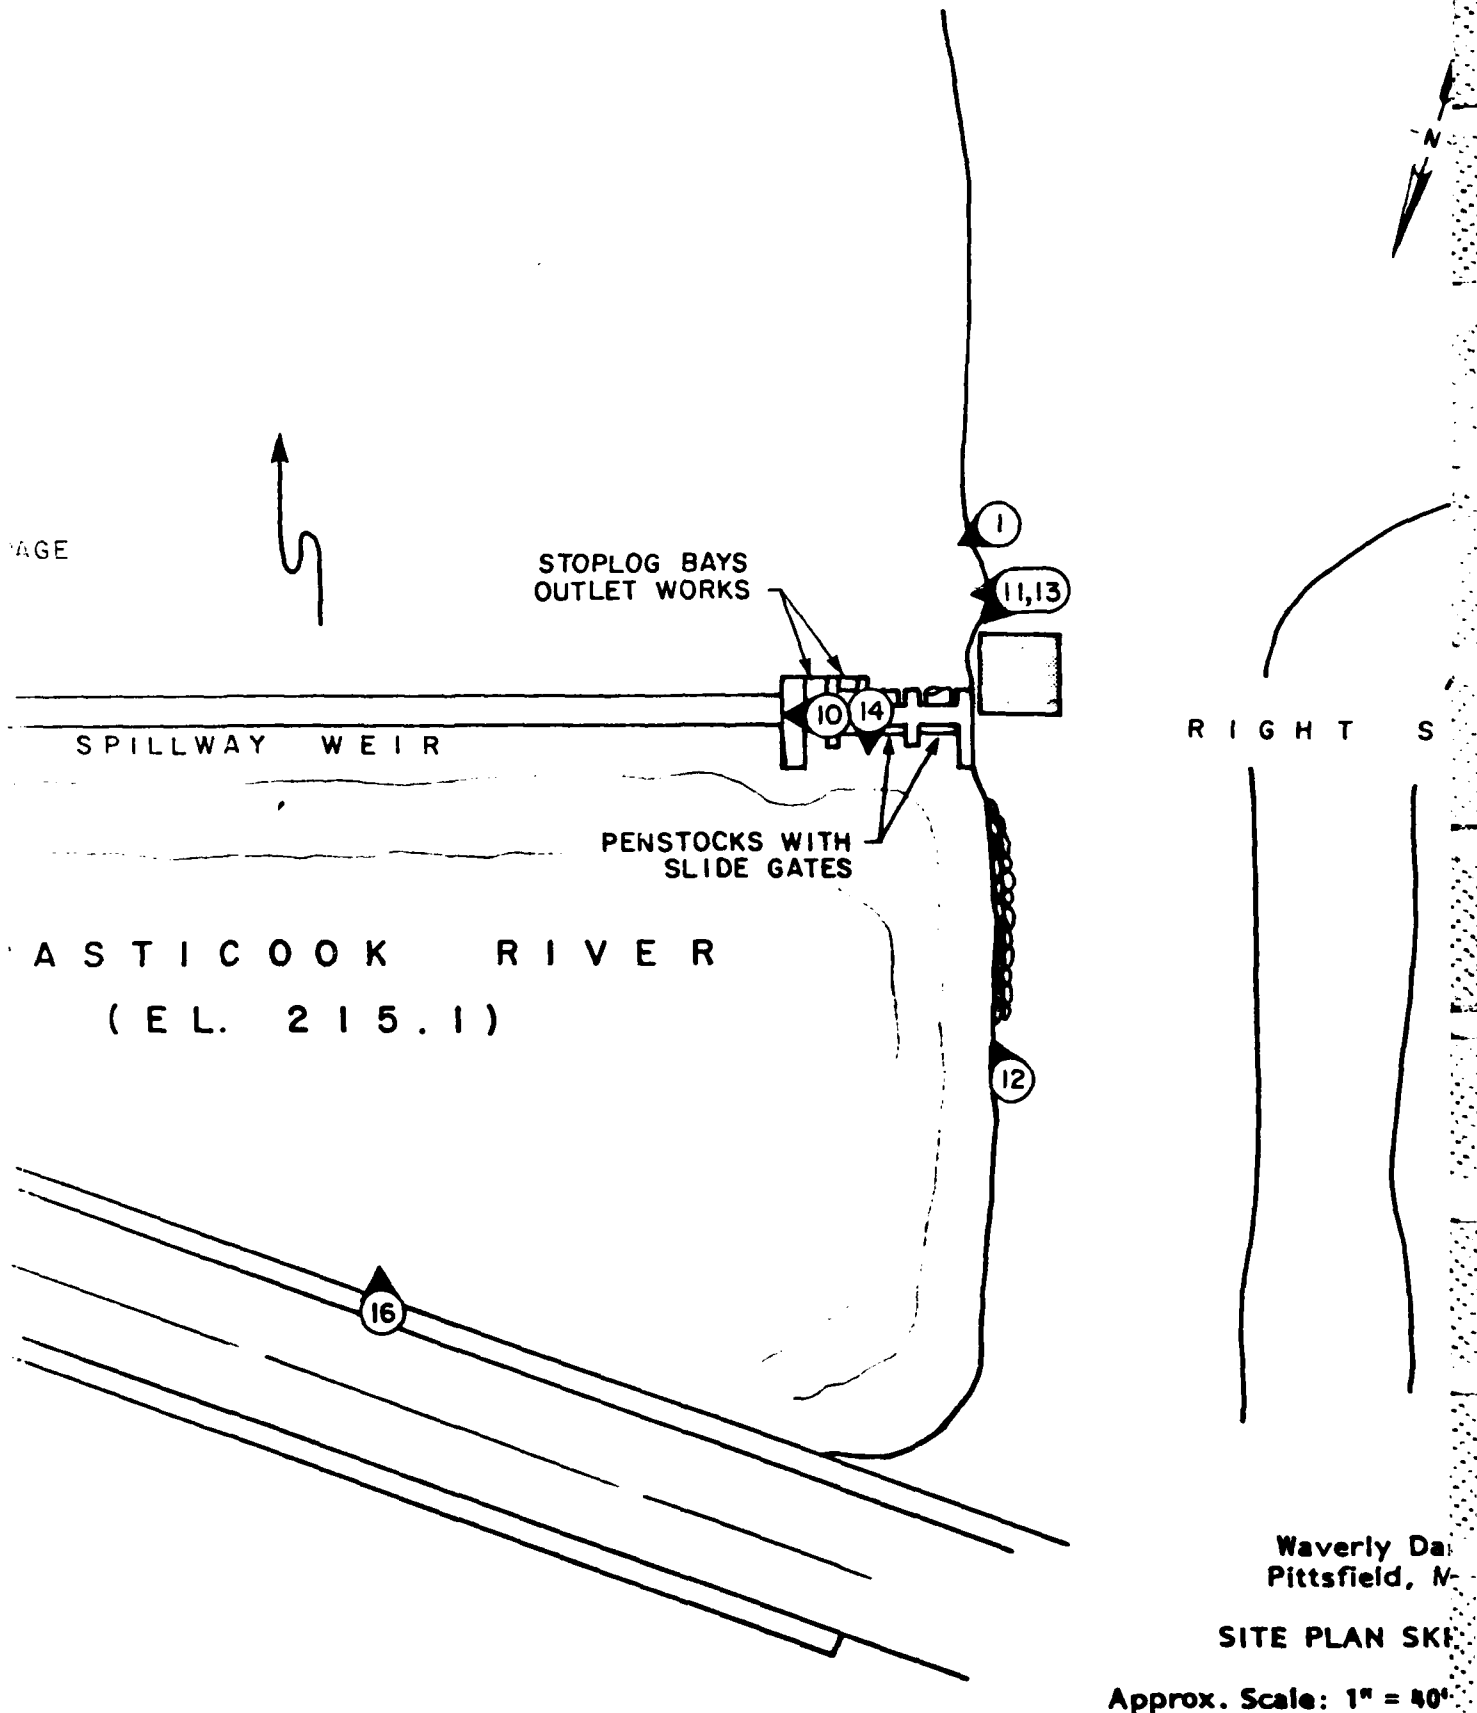 N
1
AGE
STOPLOG BAYS
OUTLET WORKS
11,13
10
14
SPILLWAY WEIR
RIGHT S
PENSTOCKS WITH
SLIDE GATES
ASTICOOK RIVER
(EL. 215.1)
12
16
Waverly Da
Pittsfield, M
SITE PLAN SK
Approx. Scale: 1" = 40'